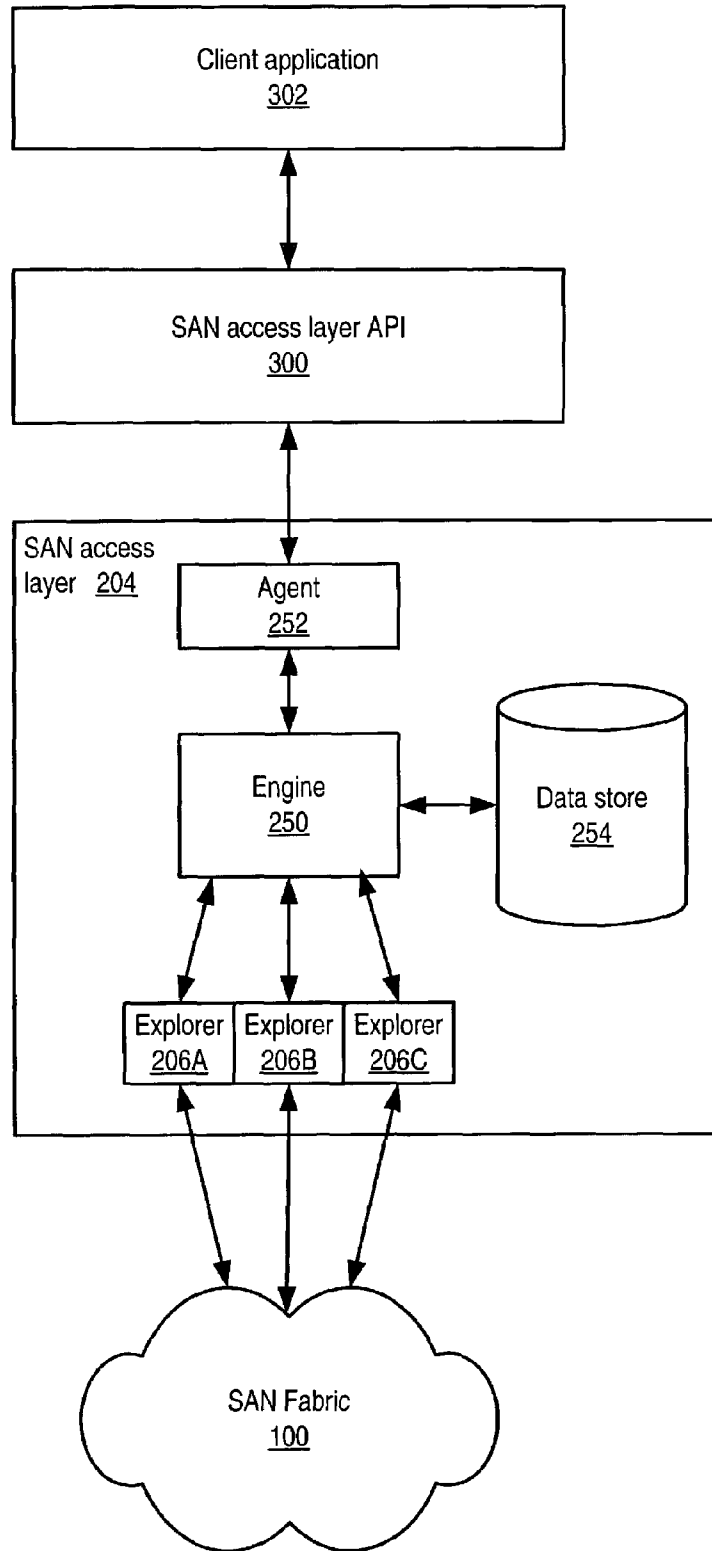 Client application
302
SAN access layer API
300
SAN access
layer 204
Agent
252
Engine
250
Data store
254
Explorer Explorer Explorer
206A 206B 206C
SAN Fabric
100